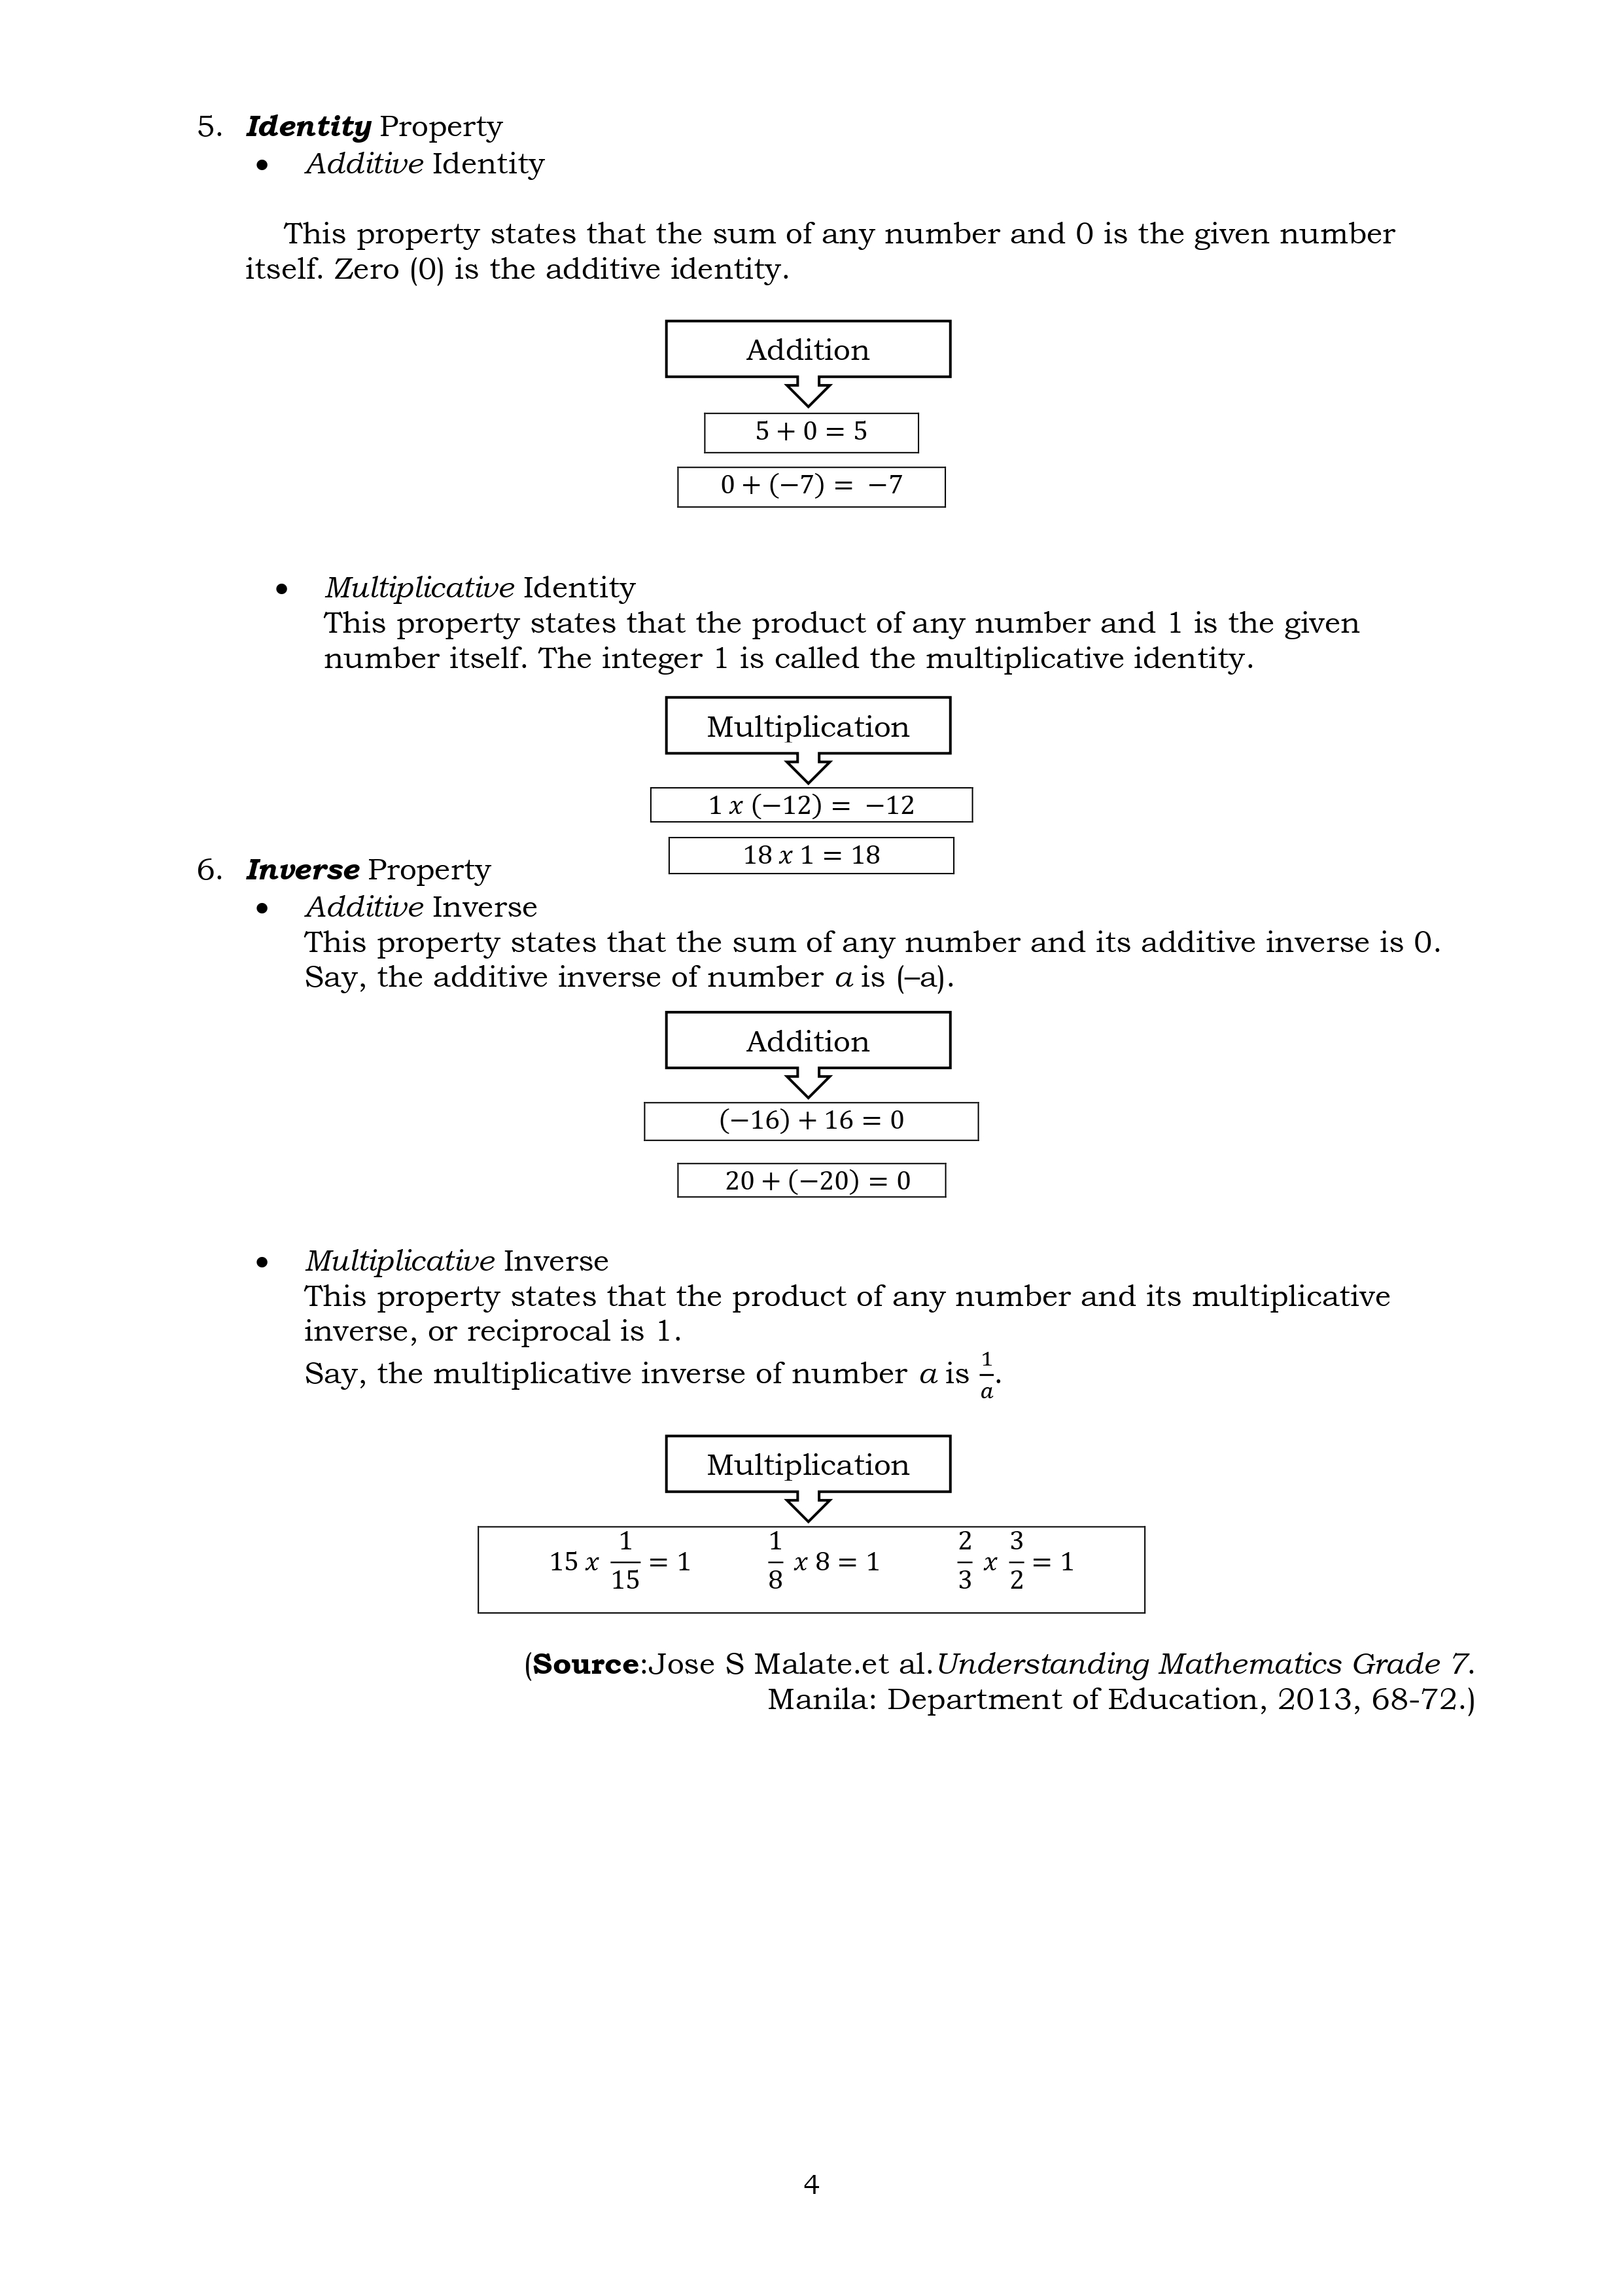 5. Identity Property
• Additive Identity
This property states that the sum of any number and 0 is the given number
itself. Zero (0) is the additive identity.
Addition
5 + 0 = 5
0 + (−7) = −7
• Multiplicative Identity
This property states that the product of any number and 1 is the given
number itself. The integer 1 is called the multiplicative identity.
Multiplication
1 x (−12) = −12
18 x 1 = 18
6. Inverse Property
• Additive Inverse
This property states that the sum of any number and its additive inverse is 0.
Say, the additive inverse of number a is (–a).
Addition
(−16) + 16 = 0
20 + (−20) = 0
• Multiplicative Inverse
This property states that the product of any number and its multiplicative
inverse, or reciprocal is 1.
Say, the multiplicative inverse of number a is 1/a.
Multiplication
15 x 1/15 = 1 1/8 x 8 = 1 2/3 x 3/2 = 1
(Source:Jose S Malate.et al.Understanding Mathematics Grade 7.
Manila: Department of Education, 2013, 68-72.)
4